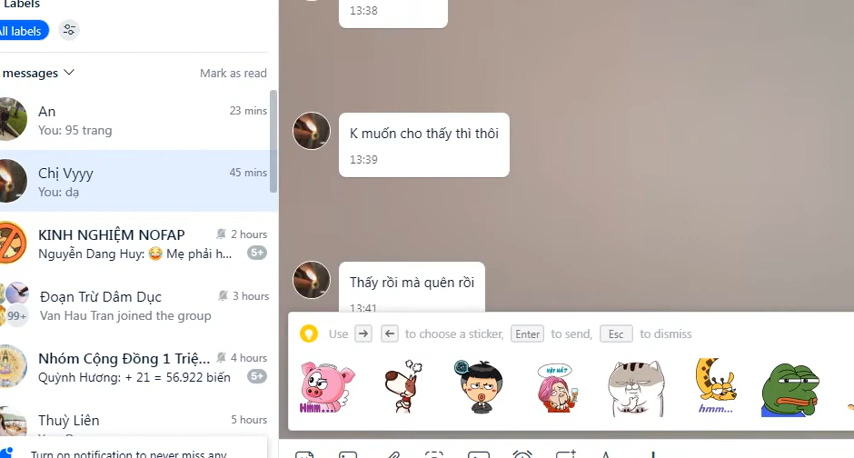 Labels
All labels
messages
Mark as read
An
23 mins
You: 95 trang
Chị Vyyy
45 mins
You: dạ
KINH NGHIỆM NOFAP
2 hours
Nguyễn Dang Huy: 😂 Mẹ phải h...
5+
Đoạn Trừ Dâm Dục
3 hours
99+
Van Hau Tran joined the group
Nhóm Cộng Đồng 1 Triệ...
4 hours
Quỳnh Hương: + 21 = 56.922 biến
5+
Thuỳ Liên
5 hours
Turn on notification to never miss any
13:38
K muốn cho thấy thì thôi
13:39
Thấy rồi mà quên rồi
13:41
Use → ← to choose a sticker, Enter to send, Esc to dismiss
Hmm...
hmm...